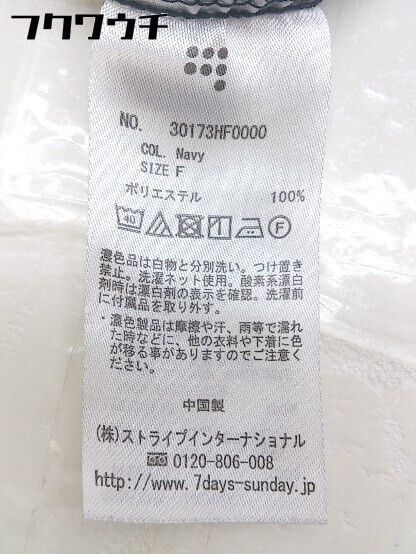 フクワウチ
NO. 30173HF0000
COL. Navy
SIZE F
ポリエステル 100%
40
F
濃色品は白物と分別洗い。つけ置き
禁止。洗濯ネット使用。酸素系漂白
剤時は漂白剤の表示を確認。洗濯前
に付属品を取り外す。
・濃色製品は摩擦や汗、雨等で濡れ
た時などに、他の衣料や下着に色
が移る事がありますのでご注意く
ださい。
中国製
(株)ストライプインターナショナル
0120-806-008
http://www.7days-sunday.jp